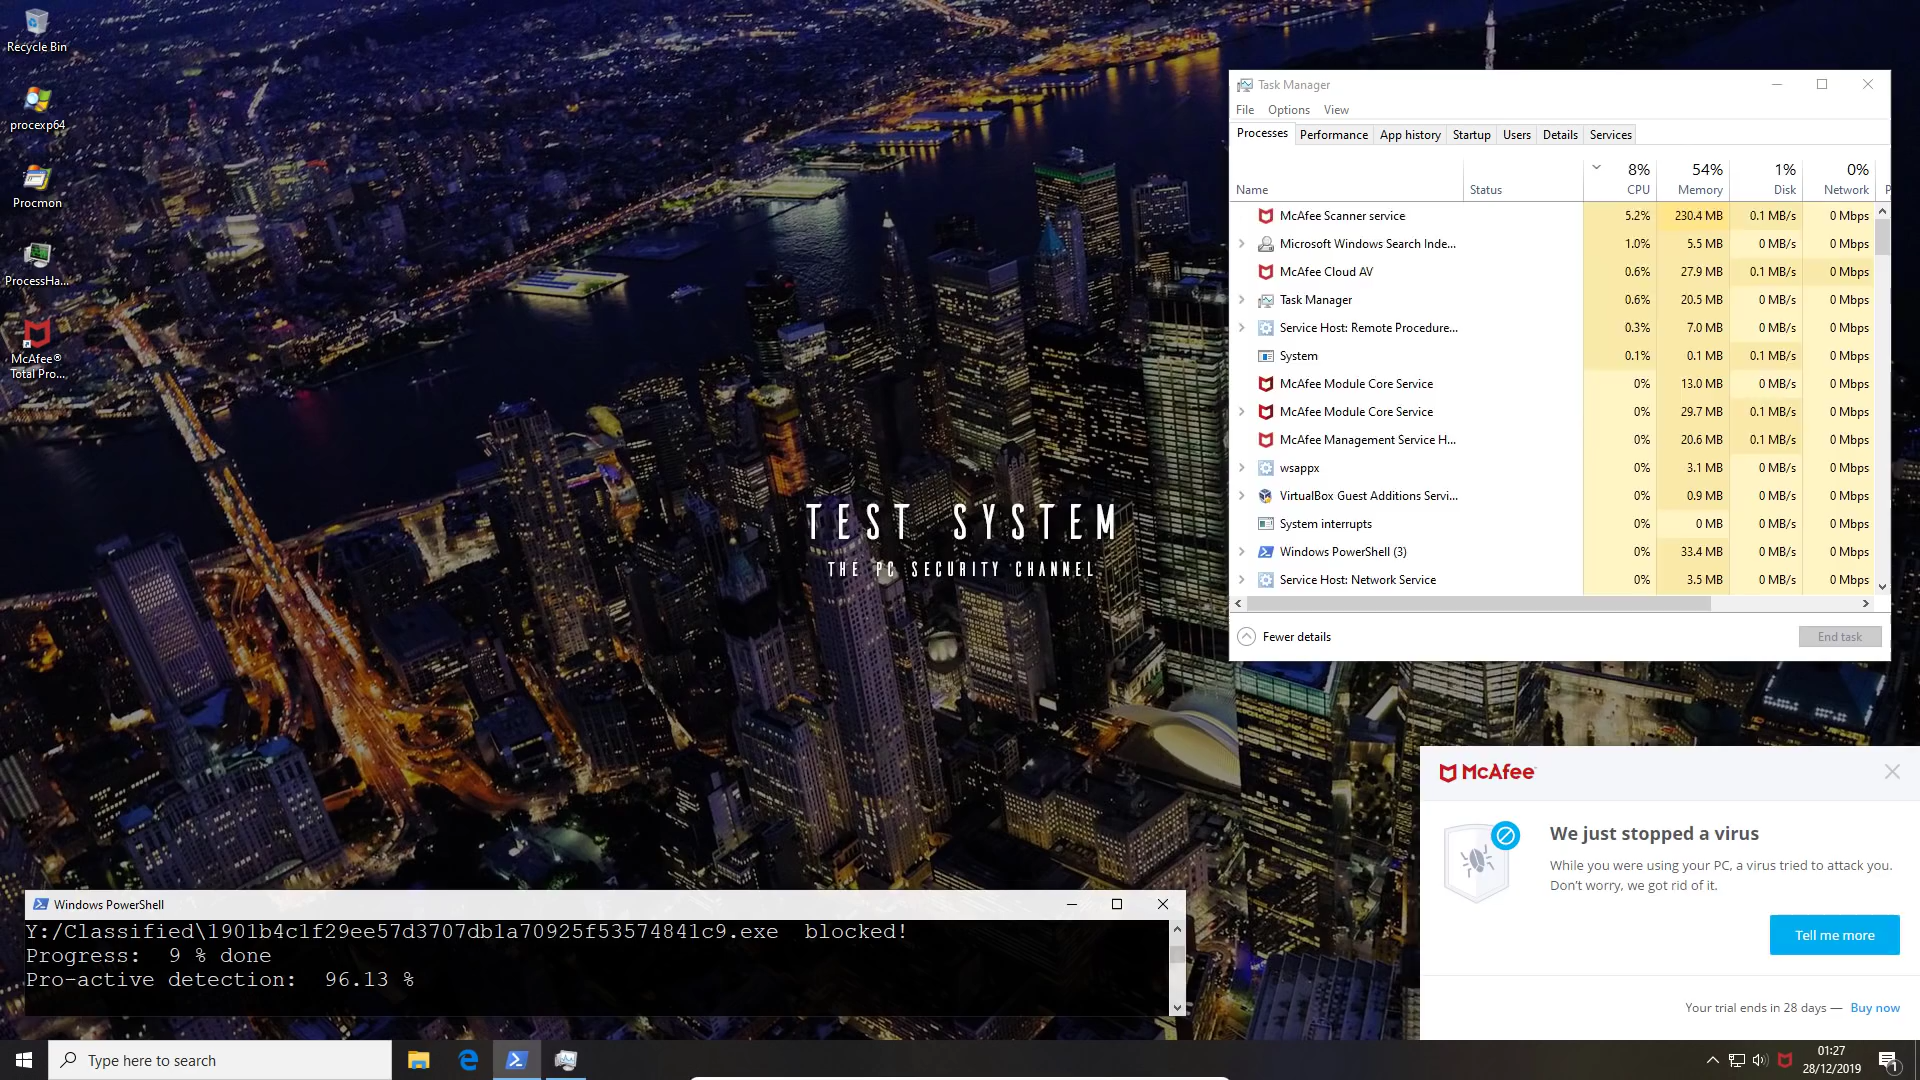 Recycle Bin
procexp64
Procmon
ProcessHa...
McAfee®
Total Pro...
TEST SYSTEM
THE PC SECURITY CHANNEL
Task Manager
File Options View
Processes Performance App history Startup Users Details Services
8% 54% 1% 0%
Name Status CPU Memory Disk Network P
McAfee Scanner service 5.2% 230.4 MB 0.1 MB/s 0 Mbps
Microsoft Windows Search Inde... 1.0% 5.5 MB 0 MB/s 0 Mbps
McAfee Cloud AV 0.6% 27.9 MB 0.1 MB/s 0 Mbps
Task Manager 0.6% 20.5 MB 0 MB/s 0 Mbps
Service Host: Remote Procedure... 0.3% 7.0 MB 0 MB/s 0 Mbps
System 0.1% 0.1 MB 0.1 MB/s 0 Mbps
McAfee Module Core Service 0% 13.0 MB 0 MB/s 0 Mbps
McAfee Module Core Service 0% 29.7 MB 0.1 MB/s 0 Mbps
McAfee Management Service H... 0% 20.6 MB 0.1 MB/s 0 Mbps
wsappx 0% 3.1 MB 0 MB/s 0 Mbps
VirtualBox Guest Additions Servi... 0% 0.9 MB 0 MB/s 0 Mbps
System interrupts 0% 0 MB 0 MB/s 0 Mbps
Windows PowerShell (3) 0% 33.4 MB 0 MB/s 0 Mbps
Service Host: Network Service 0% 3.5 MB 0 MB/s 0 Mbps
Fewer details End task
McAfee
We just stopped a virus
While you were using your PC, a virus tried to attack you.
Don't worry, we got rid of it.
Tell me more
Your trial ends in 28 days — Buy now
Windows PowerShell
Y:/Classified\1901b4c1f29ee57d3707db1a70925f53574841c9.exe blocked!
Progress: 9 % done
Pro-active detection: 96.13 %
Type here to search
01:27
28/12/2019
1